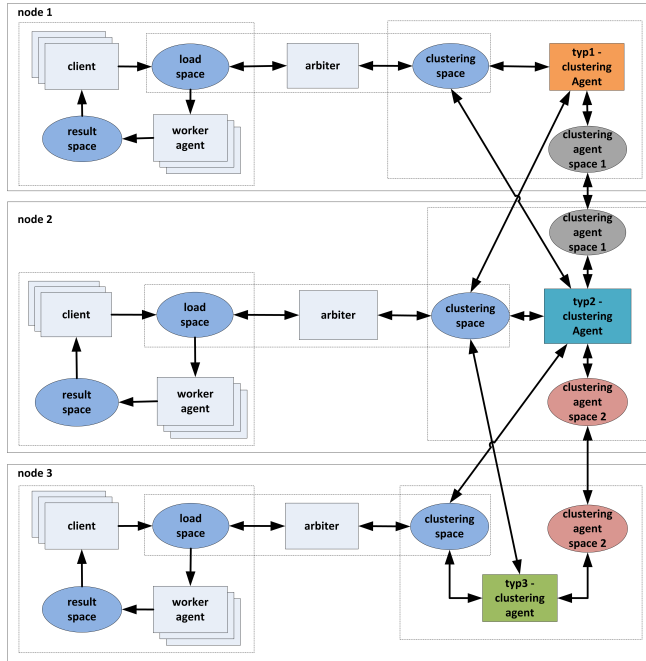 node 1
client
load
space
arbiter
clustering
space
typ1 -
clustering
Agent
result
space
worker
agent
clustering
agent
space 1
node 2
clustering
agent
space 1
client
load
space
arbiter
clustering
space
typ2 -
clustering
Agent
result
space
worker
agent
clustering
agent
space 2
node 3
client
load
space
arbiter
clustering
space
clustering
agent
space 2
result
space
worker
agent
typ3 -
clustering
agent